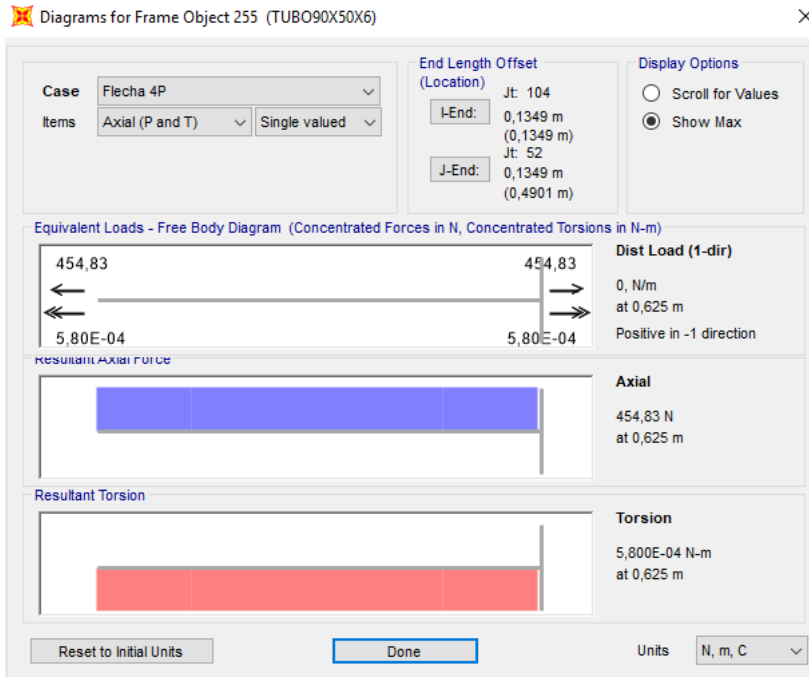 Diagrams for Frame Object 255 (TUBO90X50X6)
Case Flecha 4P
Items Axial (P and T) Single valued
End Length Offset
(Location)
Jt: 104
I-End: 0,1349 m
(0,1349 m)
Jt: 52
J-End: 0,1349 m
(0,4901 m)
Display Options
Scroll for Values
Show Max
Equivalent Loads - Free Body Diagram (Concentrated Forces in N, Concentrated Torsions in N-m)
454,83 454,83
5,80E-04 5,80E-04
Dist Load (1-dir)
0, N/m
at 0,625 m
Positive in -1 direction
Resultant Axial Force
Axial
454,83 N
at 0,625 m
Resultant Torsion
Torsion
5,800E-04 N-m
at 0,625 m
Reset to Initial Units Done Units N, m, C